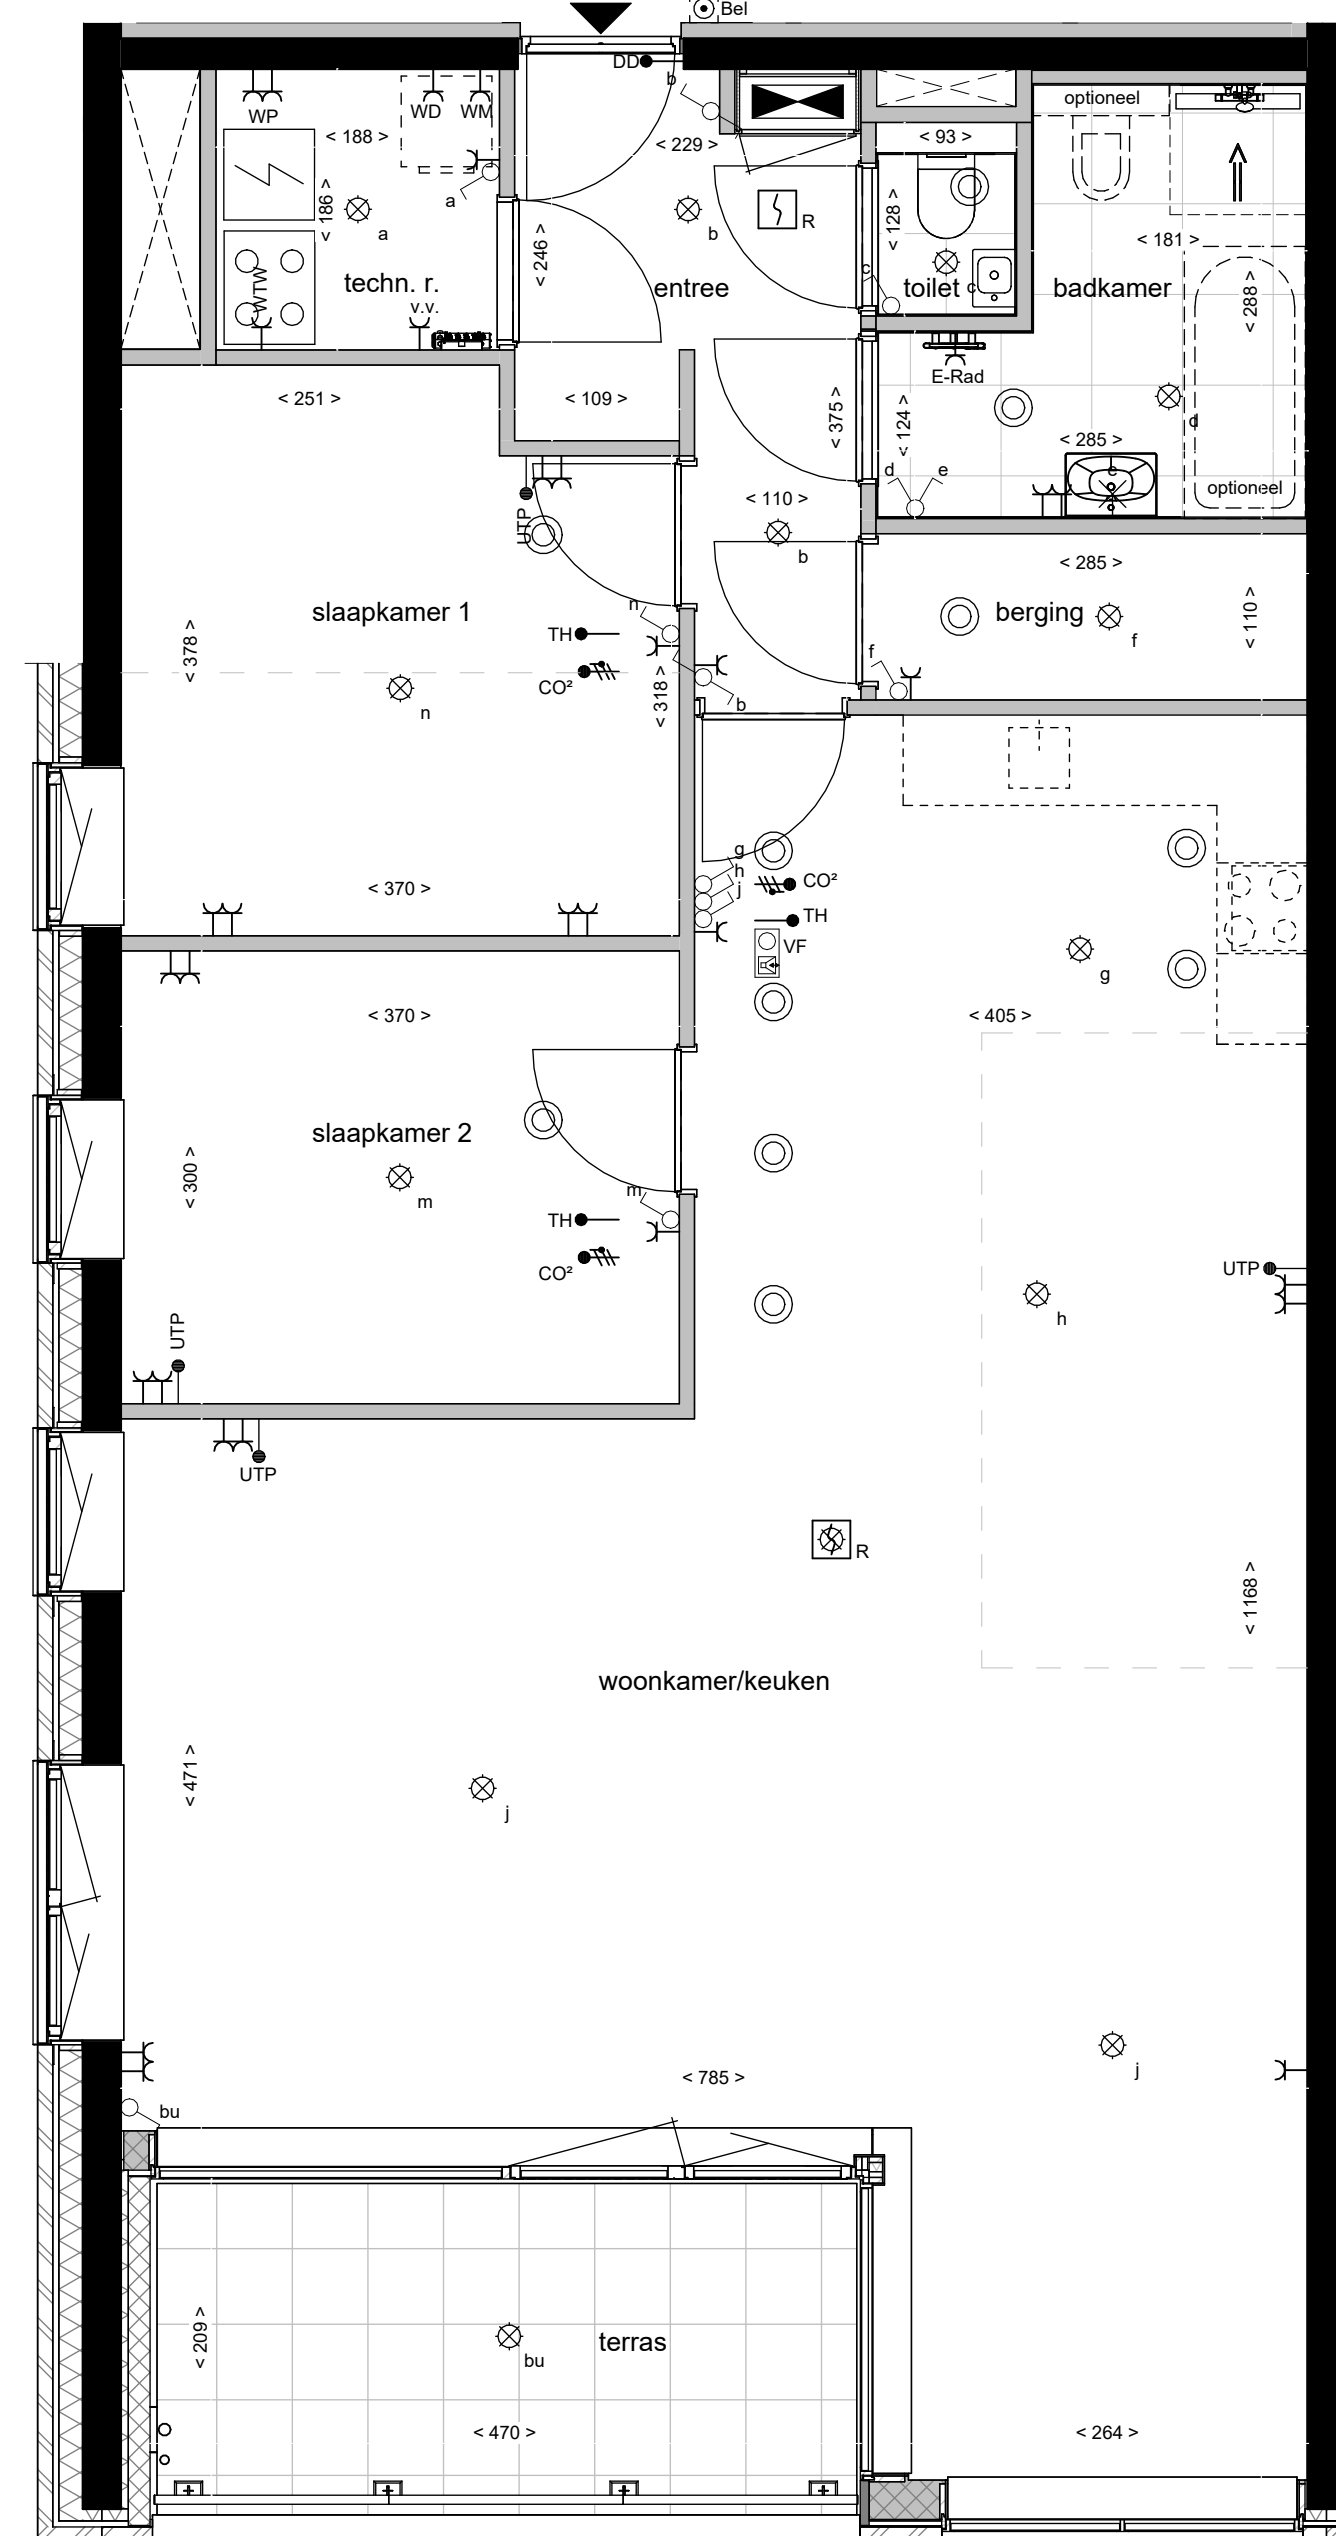 Bel
DD
b
WP
WD
WM
optioneel
< 188 >
< 229 >
< 93 >
< 186 >
a
a
b
R
< 128 >
< 246 >
< 181 >
c
WTW
techn. r.
v.v.
entree
toilet
c
badkamer
< 288 >
E-Rad
< 251 >
< 109 >
< 375 >
< 124 >
d
< 285 >
d
e
e
optioneel
< 110 >
UTP
b
< 285 >
slaapkamer 1
n
TH
berging
f
< 110 >
< 378 >
f
CO²
< 318 >
n
b
g
h
j
CO²
< 370 >
TH
VF
g
< 370 >
< 405 >
slaapkamer 2
< 300 >
m
m
TH
CO²
UTP
UTP
h
UTP
R
< 1168 >
woonkamer/keuken
< 471 >
j
j
< 785 >
bu
< 209 >
terras
bu
< 470 >
< 264 >